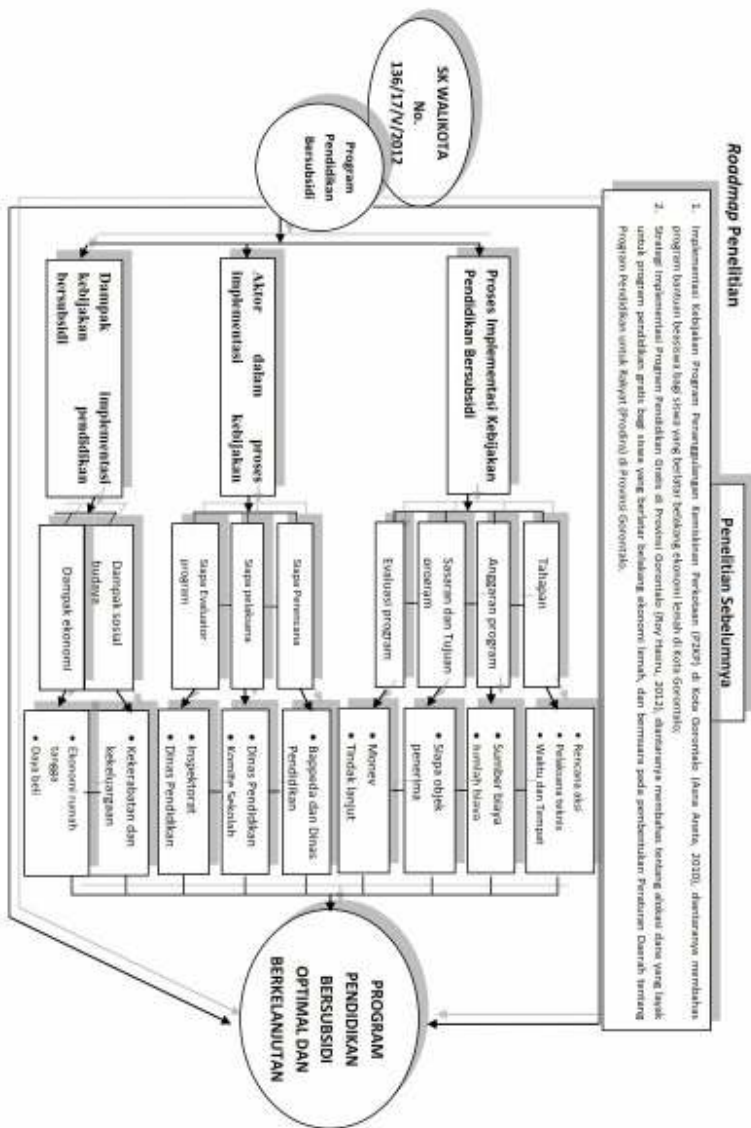 Roadmap Penelitian
Penelitian Sebelumnya
1. Implementasi Kebijakan Program Penanggulangan Kemiskinan Perkotaan (P2KP) di Kota Gorontalo (Asna Aneta, 2010), diantaranya membahas
program bantuan beasiswa bagi siswa yang berlatar belakang ekonomi lemah di Kota Gorontalo;
2. Strategi Implementasi Program Pendidikan Gratis di Provinsi Gorontalo (Roy Hasiru, 2012), diantaranya membahas tentang alokasi dana yang layak
untuk program pendidikan gratis bagi siswa yang berlatar belakang ekonomi lemah, dan bermuara pada pembentukan Peraturan Daerah tentang
Program Pendidikan untuk Rakyat (Prodira) di Provinsi Gorontalo.
SK WALIKOTA
No.
136/17/V/2012
Program
Pendidikan
Bersubsidi
Proses Implementasi Kebijakan
Pendidikan Bersubsidi
Tahapan
Anggaran program
Sasaran dan Tujuan
program
Evaluasi program
• Rencana aksi
• Pelaksana teknis
• Waktu dan Tempat
• Sumber biaya
• Jumlah biaya
• Siapa objek
penerima
• Monev
• Tindak lanjut
Aktor dalam proses
implementasi kebijakan
Siapa Perencana
Siapa pelaksana
Siapa Evaluator
program
• Bappeda dan Dinas
Pendidikan
• Dinas Pendidikan
• Komite Sekolah
• Inspektorat
• Dinas Pendidikan
Dampak implementasi
kebijakan pendidikan
bersubsidi
Dampak sosial
budaya
Dampak ekonomi
• Kekerabatan dan
kekeluargaan
• Ekonomi rumah
tangga
• Daya beli
PROGRAM
PENDIDIKAN
BERSUBSIDI
OPTIMAL DAN
BERKELANJUTAN